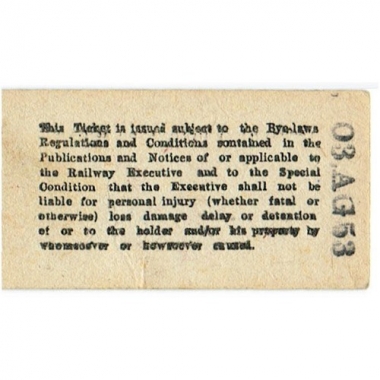 This Ticket is issued subject to the Bye-laws
Regulations and Conditions contained in the
Publications and Notices of or applicable to
the Railway Executive and to the Special
Condition that the Executive shall not be
liable for personal injury (whether fatal or
otherwise) loss damage delay or detention
of or to the holder and/or his property by
whomsoever or howsoever caused.
03.AG53